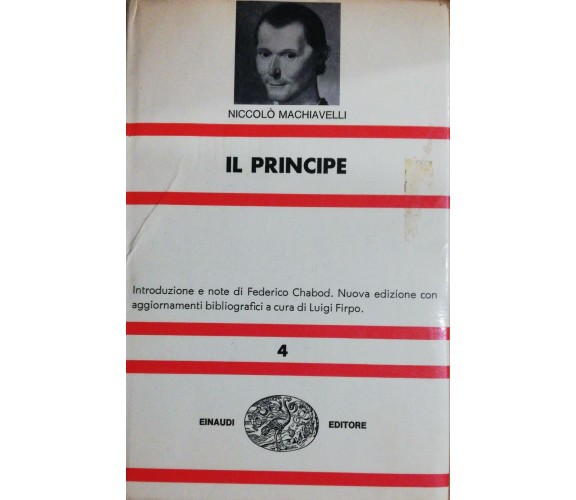 NICCOLÒ MACHIAVELLI
IL PRINCIPE
Introduzione e note di Federico Chabod. Nuova edizione con
aggiornamenti bibliografici a cura di Luigi Firpo.
4
EINAUDI EDITORE